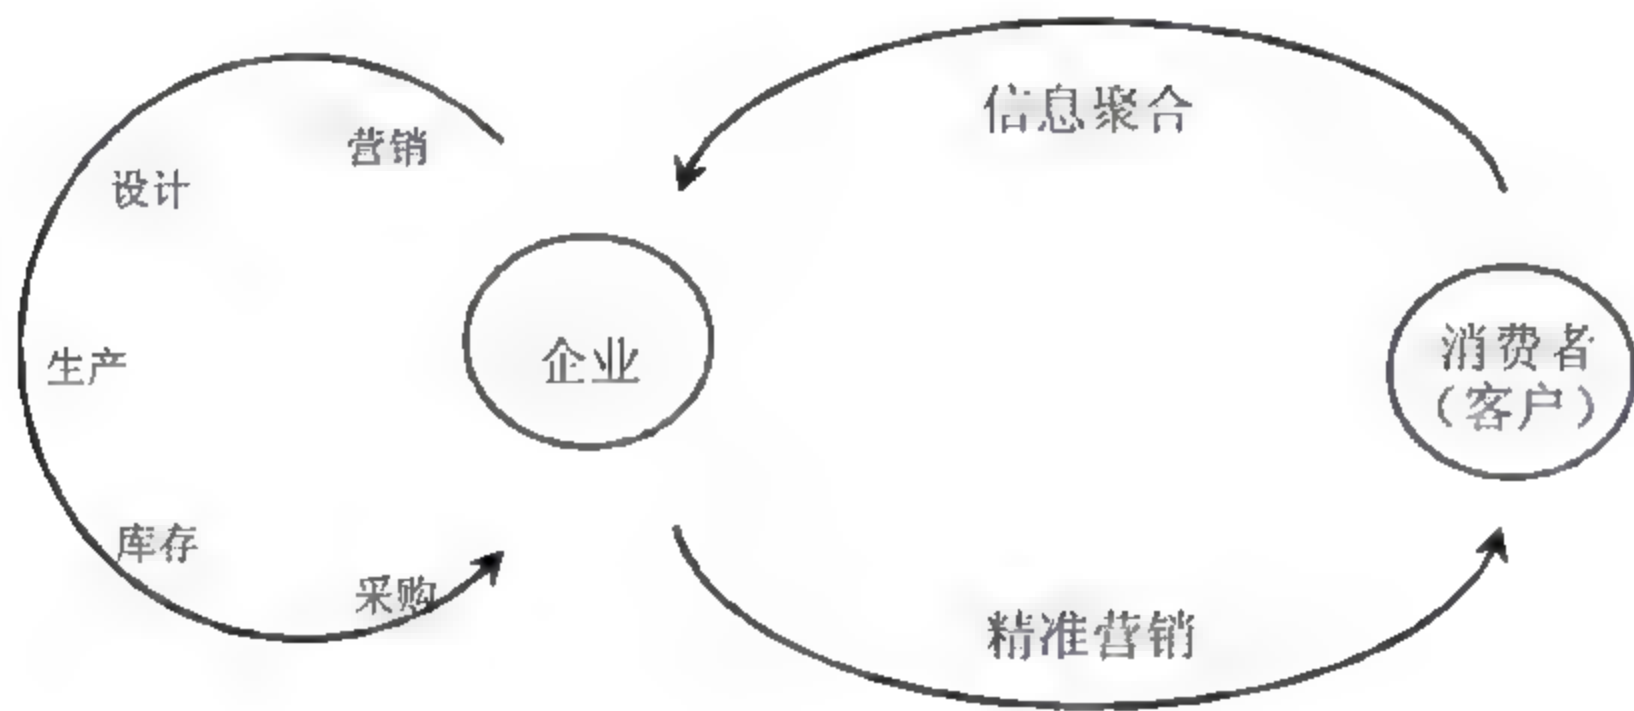 信息聚合
营销
设计
企业
消费者
（客户）
生产
库存
采购
精准营销